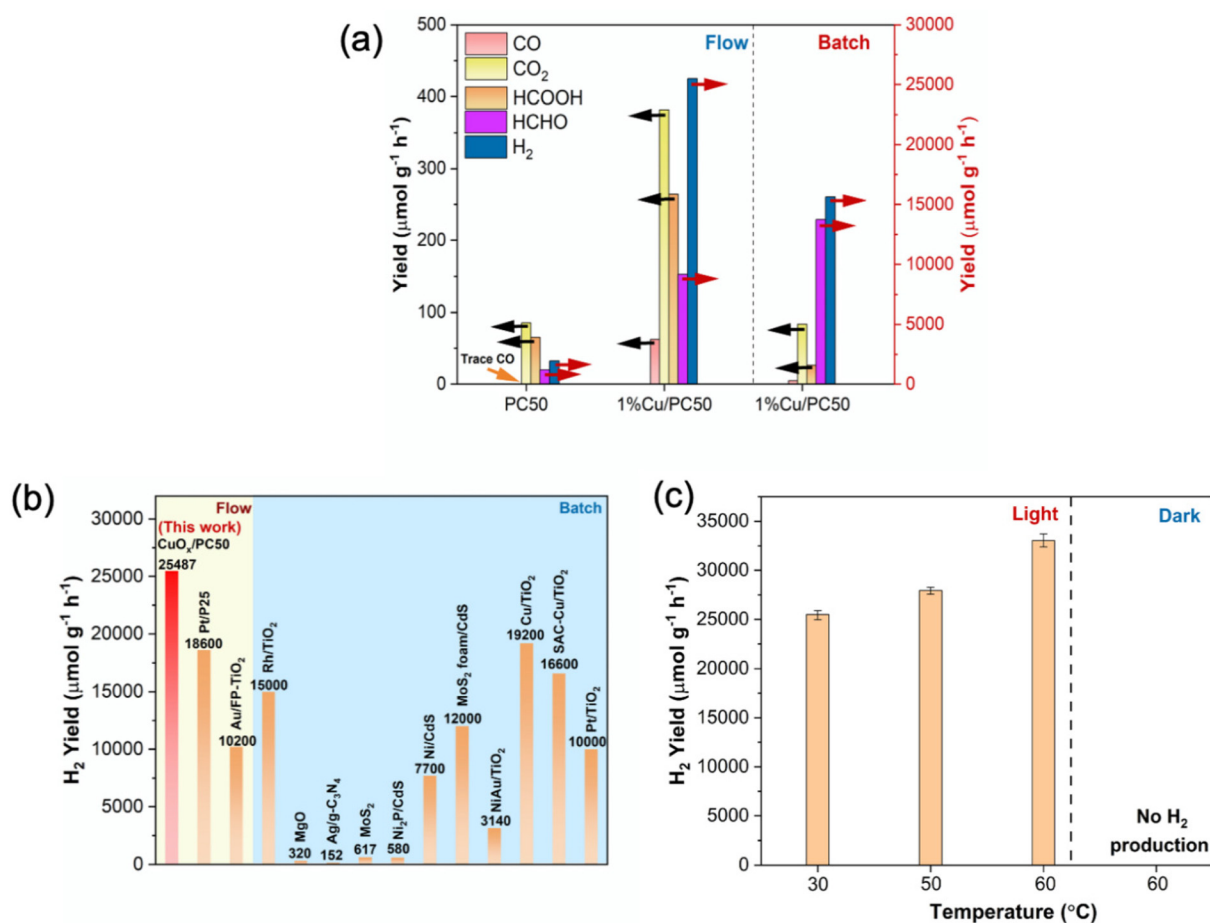 (a)
CO
CO₂
HCOOH
HCHO
H₂
Flow
Batch
Trace CO
Yield (μmol g⁻¹ h⁻¹)
500
400
300
200
100
0
Yield (μmol g⁻¹ h⁻¹)
30000
25000
20000
15000
10000
5000
0
PC50
1%Cu/PC50
1%Cu/PC50
(b)
H₂ Yield (μmol g⁻¹ h⁻¹)
30000
25000
20000
15000
10000
5000
0
Flow
(This work)
Batch
CuOₓ/PC50
25487
Pt/P25
18600
Au/FP-TiO₂
10200
Rh/TiO₂
15000
MgO
320
Ag/g-C₃N₄
152
MoS₂
617
Ni₂P/CdS
580
Ni/CdS
7700
MoS₂ foam/CdS
12000
NiAu/TiO₂
3140
Cu/TiO₂
19200
SAC-Cu/TiO₂
16600
Pt/TiO₂
10000
(c)
H₂ Yield (μmol g⁻¹ h⁻¹)
35000
30000
25000
20000
15000
10000
5000
0
Light
Dark
No H₂
production
30
50
60
60
Temperature (°C)